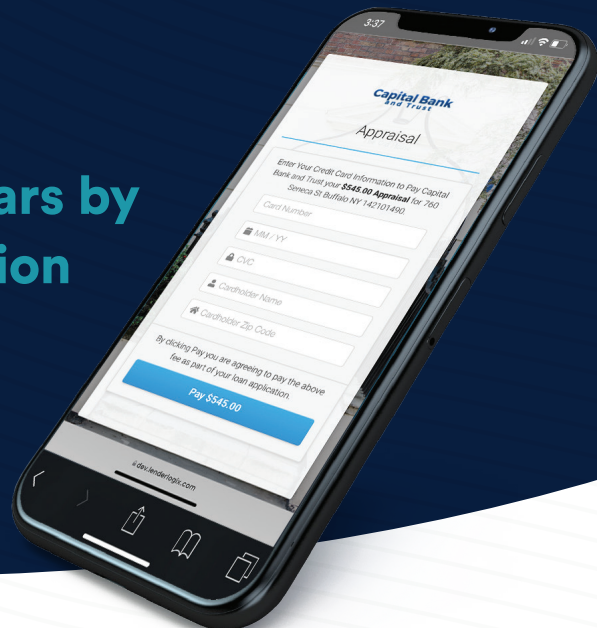 ars by
ion
3:37
Capital Bank
and Trust
Appraisal
Enter Your Credit Card Information to Pay Capital
Bank and Trust your $545.00 Appraisal for 760
Seneca St Buffalo NY 142101490.
Card Number
MM / YY
CVC
Cardholder Name
Cardholder Zip Code
By clicking Pay you are agreeing to pay the above
fee as part of your loan application.
Pay $545.00
dev.lenderlogix.com